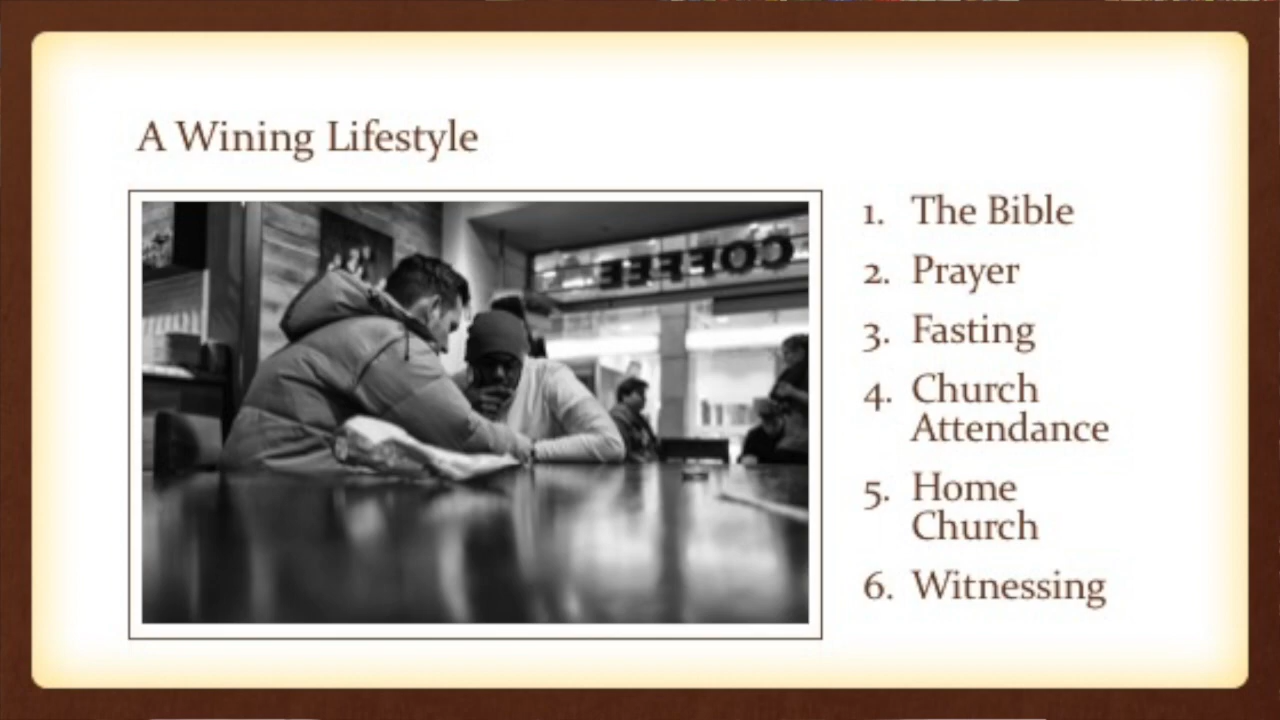 A Wining Lifestyle
COFFEE
1. The Bible
2. Prayer
3. Fasting
4. Church
Attendance
5. Home
Church
6. Witnessing